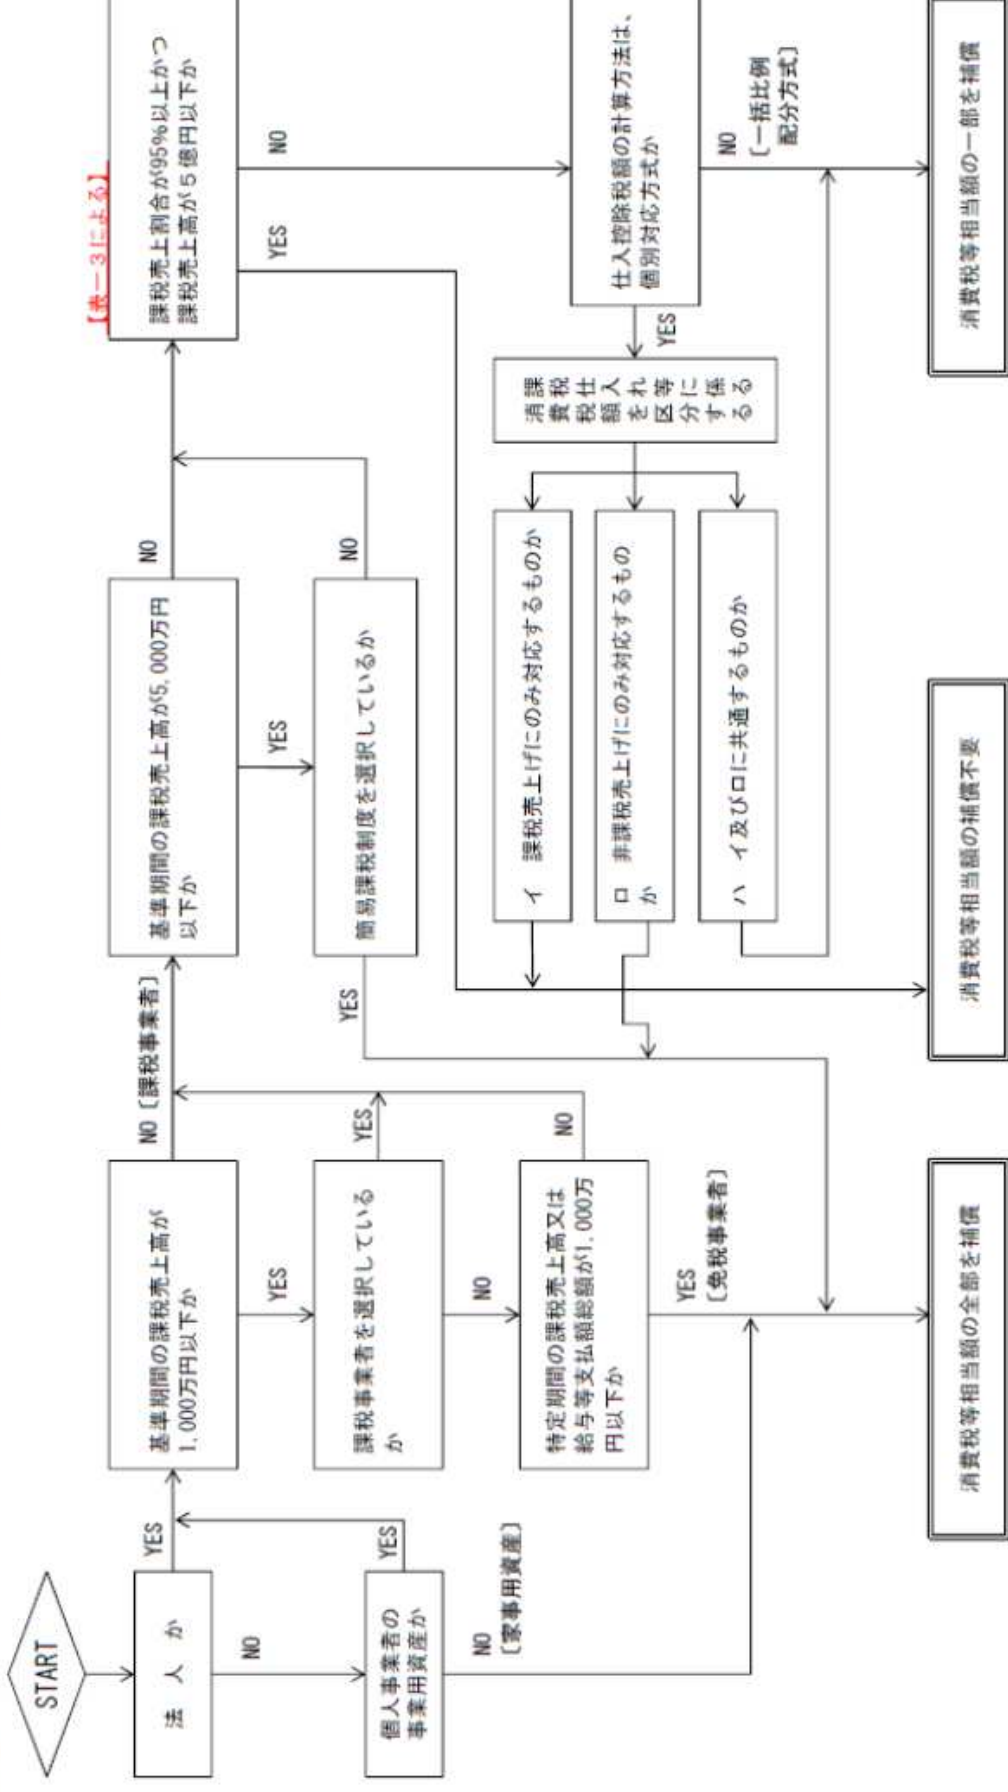 START
法 人 か
YES
NO
個人事業者の
事業用資産か
YES
NO
〔家事用資産〕
基準期間の課税売上高が
1,000万円以下か
NO〔課税事業者〕
YES
課税事業者を選択している
か
YES
NO
特定期間の課税売上高又は
給与等支払額総額が1,000万
円以下か
NO
YES
〔免税事業者〕
基準期間の課税売上高が5,000万円
以下か
NO
YES
簡易課税制度を選択しているか
NO
YES
【表－3による】
課税売上割合が95％以上かつ
課税売上高が5億円以下か
YES
NO
仕入控除税額の計算方法は、
個別対応方式か
YES
NO
〔一括比例
配分方式〕
課税仕入れ等に係る
消費税額を区分する
イ 課税売上げにのみ対応するものか
ロ 非課税売上げにのみ対応するもの
か
ハ イ及びロに共通するものか
消費税等相当額の全部を補償
消費税等相当額の補償不要
消費税等相当額の一部を補償